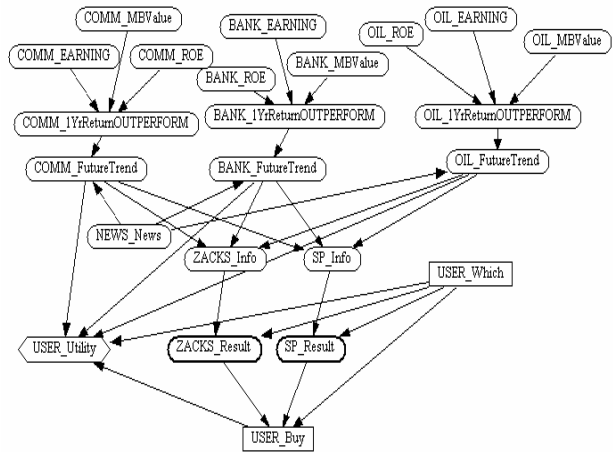 COMM_MBValue
BANK_EARNING
OIL_EARNING
OIL_ROE
OIL_MBValue
COMM_EARNING
COMM_ROE
BANK_MBValue
BANK_ROE
COMM_1YrReturnOUTPERFORM
BANK_1YrReturnOUTPERFORM
OIL_1YrReturnOUTPERFORM
COMM_FutureTrend
BANK_FutureTrend
OIL_FutureTrend
NEWS_News
ZACKS_Info
SP_Info
USER_Which
USER_Utility
ZACKS_Result
SP_Result
USER_Buy